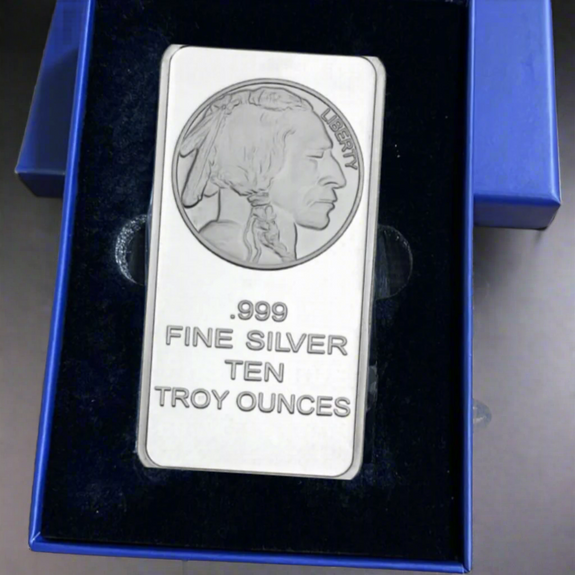 LIBERTY
.999
FINE SILVER
TEN
TROY OUNCES